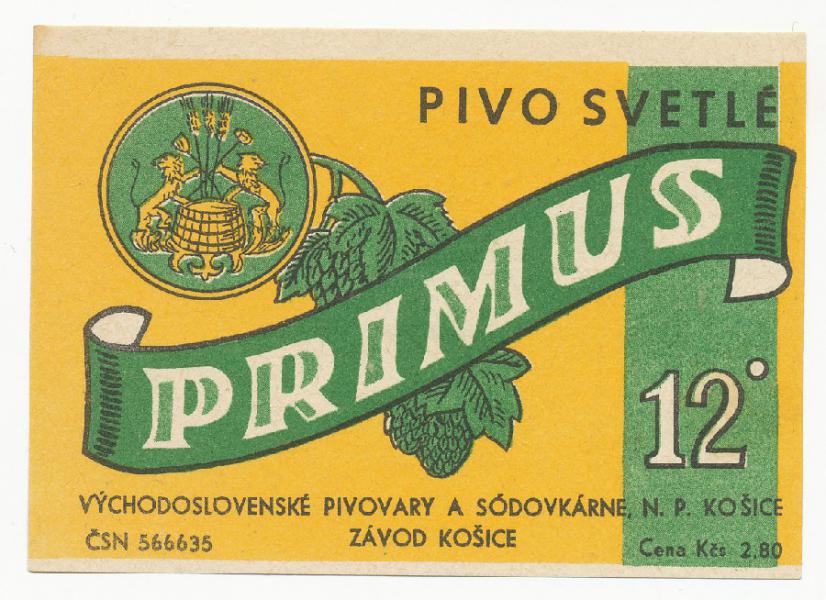 PIVO SVETLÉ
PRIMUS
12°
VÝCHODOSLOVENSKÉ PIVOVARY A SÓDOVKÁRNE, N. P. KOŠICE
ZÁVOD KOŠICE
ČSN 566635
Cena Kčs 2,80